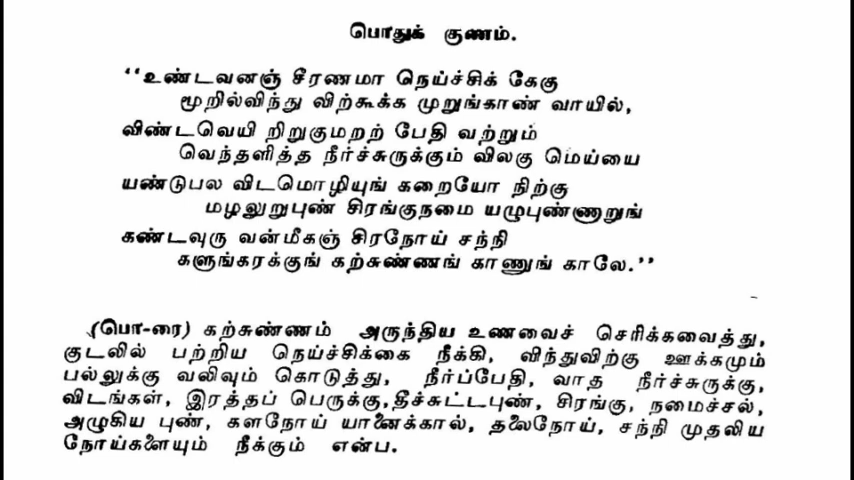 பொதுக் குணம்.
“உண்டவனஞ் சீரணமா நெய்ச்சிக் கேகு
மூறில்விந்து விற்கூக்க முறுங்காண் வாயில்,
விண்டவெயி றிறுகுமறற் பேதி வற்றும்
வெந்தளித்த நீர்ச்சுருக்கும் விலகு மெய்யை
யண்டுபல விடமொழியுங் கறையோ நிற்கு
மழலுறுபுண் சிரங்குநமை யழுபுண்ணாறுங்
கண்டவுரு வன்மீகஞ் சிரநோய் சந்நி
களுங்கரக்குங் கற்சுண்ணங் காணுங் காலே.”
(பொ-ரை) கற்சுண்ணம் அருந்திய உணவைச் செரிக்கவைத்து,
குடலில் பற்றிய நெய்ச்சிக்கை நீக்கி, விந்துவிற்கு ஊக்கமும்
பல்லுக்கு வலிவும் கொடுத்து, நீர்ப்பேதி, வாத நீர்ச்சுருக்கு,
விடங்கள், இரத்தப் பெருக்கு,தீச்சுட்டபுண், சிரங்கு, நமைச்சல்,
அழுகிய புண், களநோய் யானைக்கால், தலைநோய், சந்நி முதலிய
நோய்களையும் நீக்கும் என்ப.